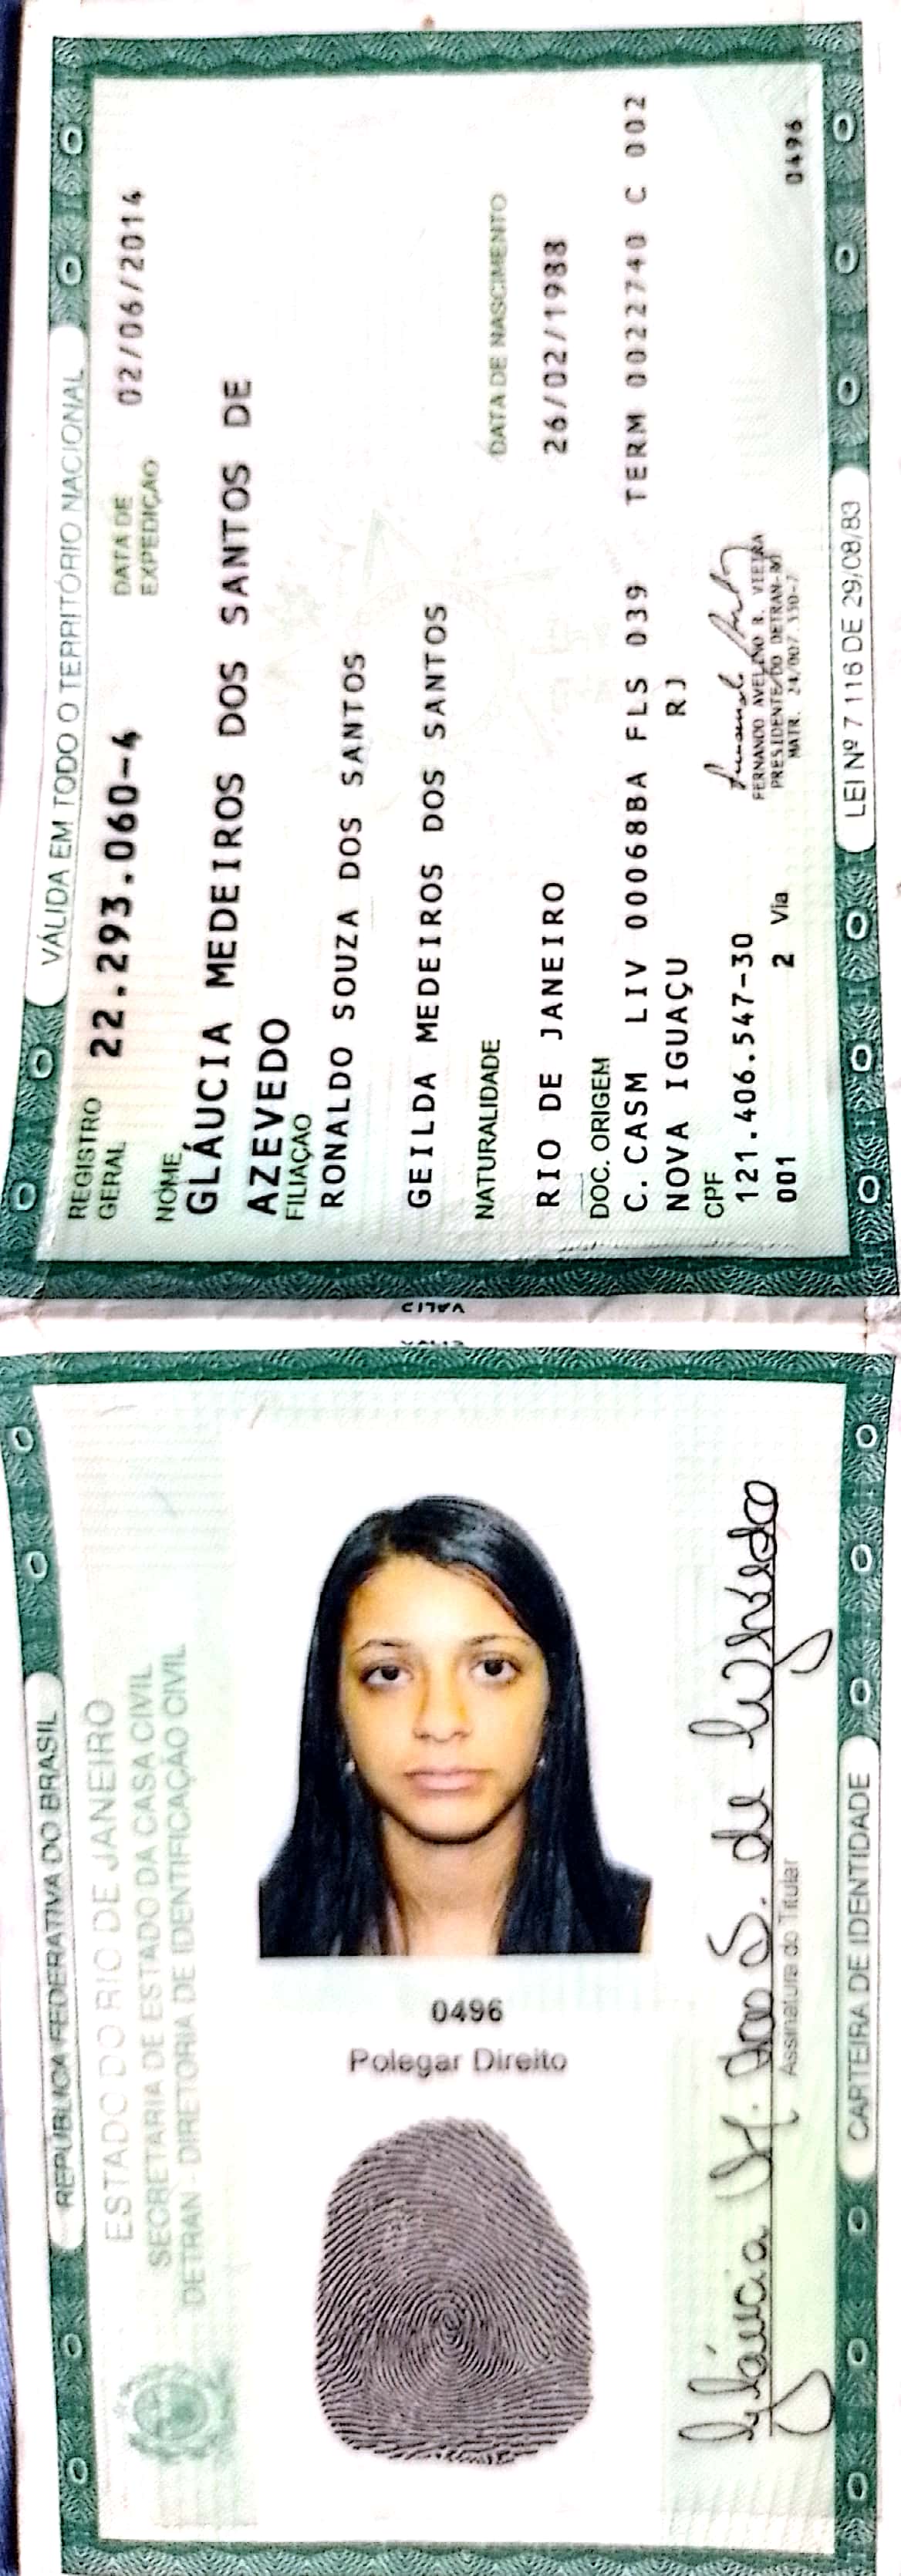 VÁLIDA EM TODO O TERRITÓRIO NACIONAL
REGISTRO GERAL 22.293.060-4 DATA DE EXPEDIÇÃO 02/06/2014
NOME
GLÁUCIA MEDEIROS DOS SANTOS DE
AZEVEDO
FILIAÇÃO
RONALDO SOUZA DOS SANTOS
GEILDA MEDEIROS DOS SANTOS
NATURALIDADE DATA DE NASCIMENTO
RIO DE JANEIRO 26/02/1988
DOC. ORIGEM
C. CASM LIV 00068BA FLS 039 TERM 0022740 C 002
NOVA IGUAÇU RJ
CPF
121.406.547-30
001 2 Via 0496
FERNANDO AVELINO B. VIEIRA
PRESIDENTE DO DETRAN-RJ
MATR. 24/007.350-7
LEI Nº 7 116 DE 29/08/83
VALID
REPÚBLICA FEDERATIVA DO BRASIL
ESTADO DO RIO DE JANEIRO
SECRETARIA DE ESTADO DA CASA CIVIL
DETRAN - DIRETORIA DE IDENTIFICAÇÃO CIVIL
0496
Polegar Direito
Gláucia M. dos S. de Azevedo
Assinatura do Titular
CARTEIRA DE IDENTIDADE